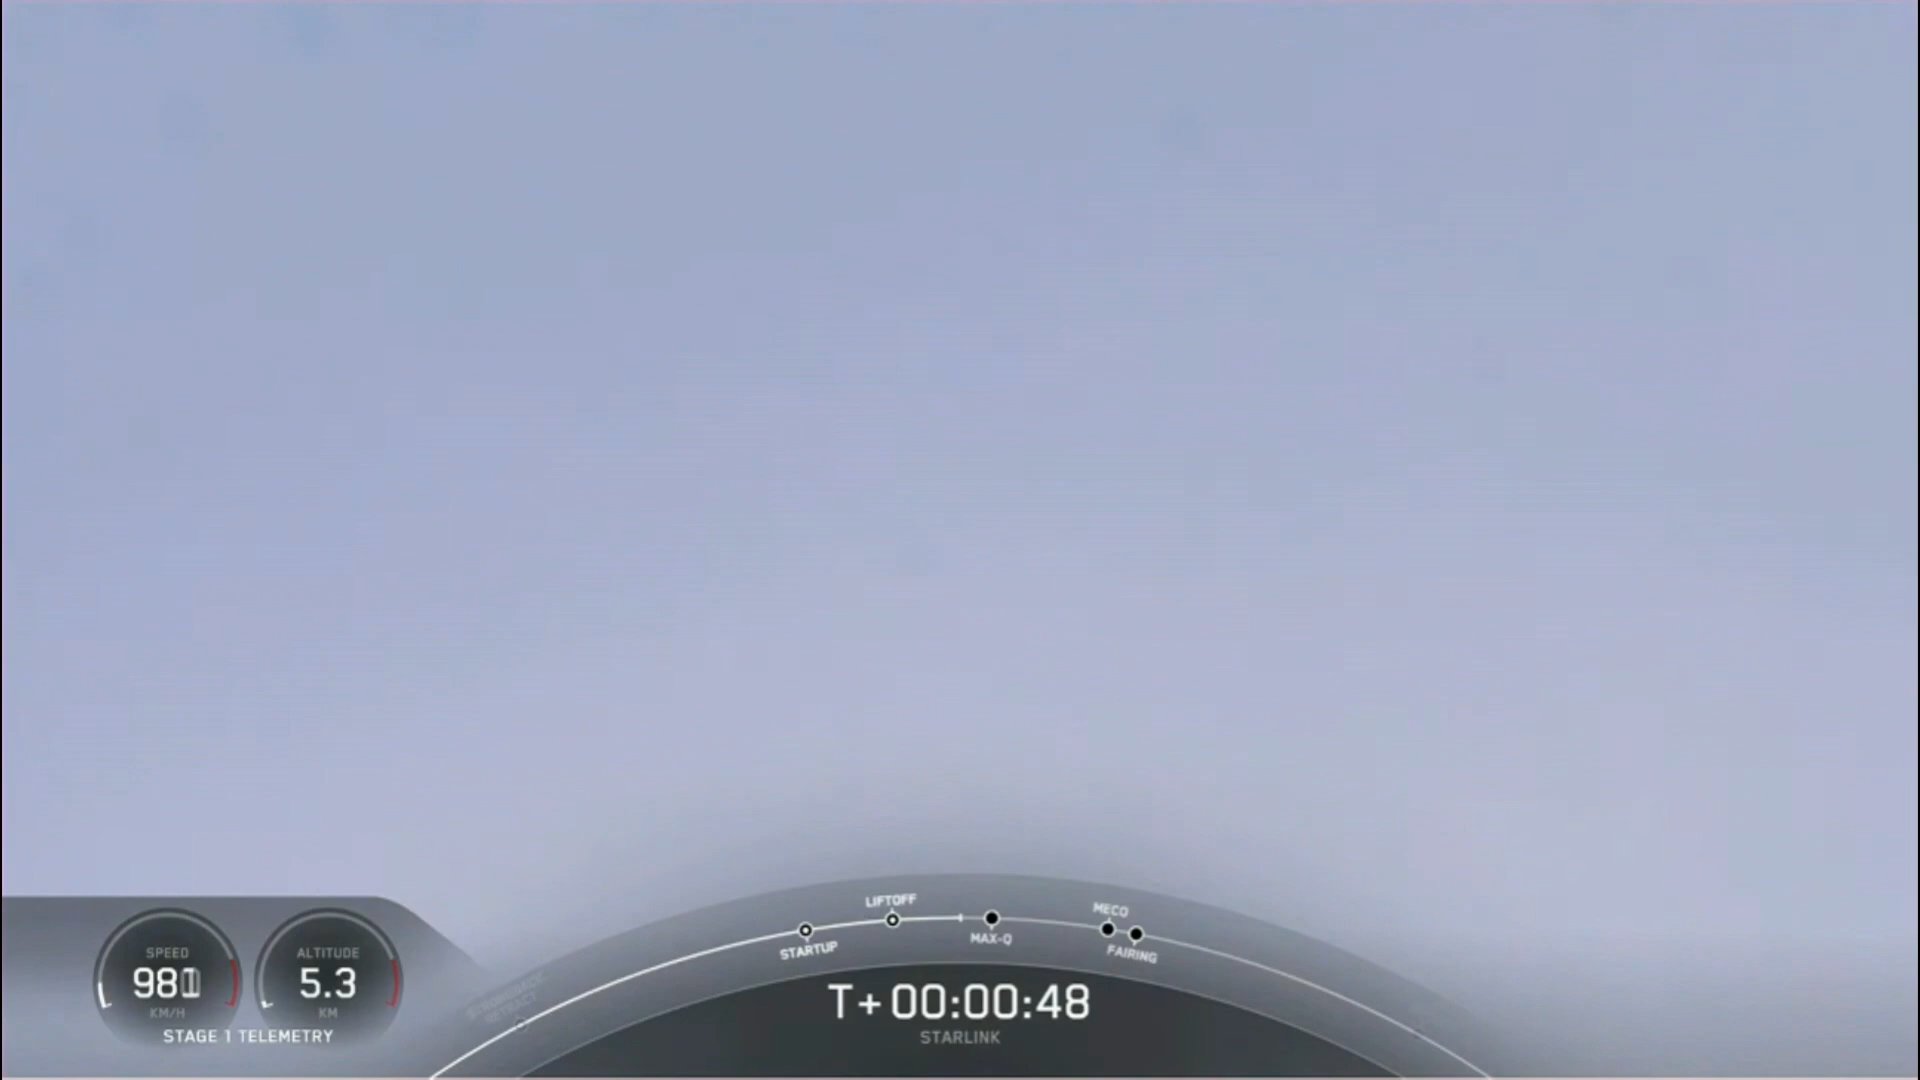 LIFTOFF
MECO
STARTUP
MAX-Q
FAIRING
SPEED
KM/H
ALTITUDE
5.3
KM
STAGE 1 TELEMETRY
T+00:00:48
STARLINK